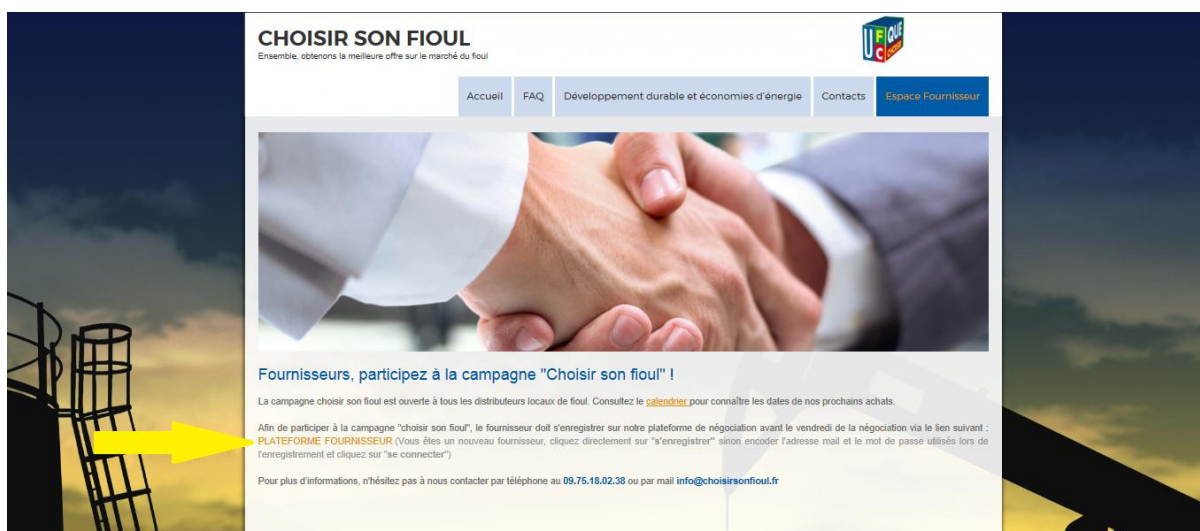 CHOISIR SON FIOUL
Ensemble, obtenons la meilleure offre sur le marché du fioul
UFC QUE CHOISIR
Accueil FAQ Développement durable et économies d'énergie Contacts Espace Fournisseur
Fournisseurs, participez à la campagne "Choisir son fioul" !
La campagne choisir son fioul est ouverte à tous les distributeurs locaux de fioul. Consultez le calendrier pour connaître les dates de nos prochains achats.
Afin de participer à la campagne "choisir son fioul", le fournisseur doit s'enregistrer sur notre plateforme de négociation avant le vendredi de la négociation via le lien suivant :
PLATEFORME FOURNISSEUR (Vous êtes un nouveau fournisseur, cliquez directement sur "s'enregistrer" sinon encoder l'adresse mail et le mot de passe utilisés lors de
l'enregistrement et cliquez sur "se connecter")
Pour plus d'informations, n'hésitez pas à nous contacter par téléphone au 09.75.18.02.38 ou par mail info@choisirsonfioul.fr